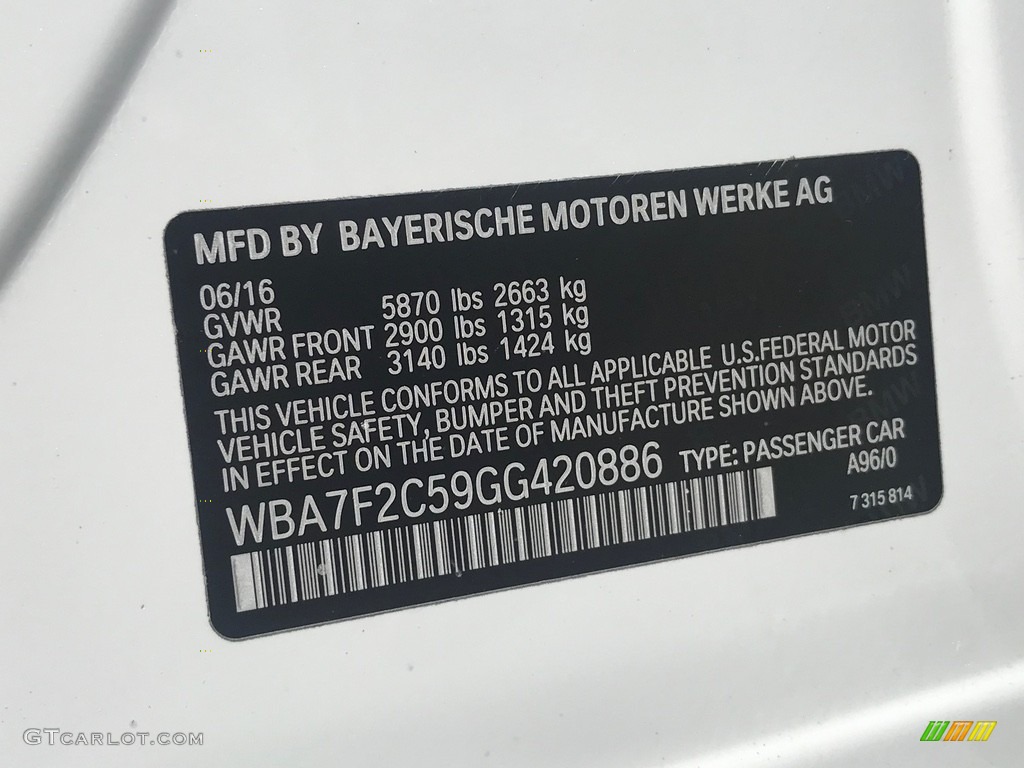 MFD BY BAYERISCHE MOTOREN WERKE AG
06/16
GVWR 5870 lbs 2663 kg
GAWR FRONT 2900 lbs 1315 kg
GAWR REAR 3140 lbs 1424 kg
THIS VEHICLE CONFORMS TO ALL APPLICABLE U.S.FEDERAL MOTOR
VEHICLE SAFETY, BUMPER AND THEFT PREVENTION STANDARDS
IN EFFECT ON THE DATE OF MANUFACTURE SHOWN ABOVE.
WBA7F2C59GG420886 TYPE: PASSENGER CAR
A96/0
7 315 814
GTCARLOT.COM